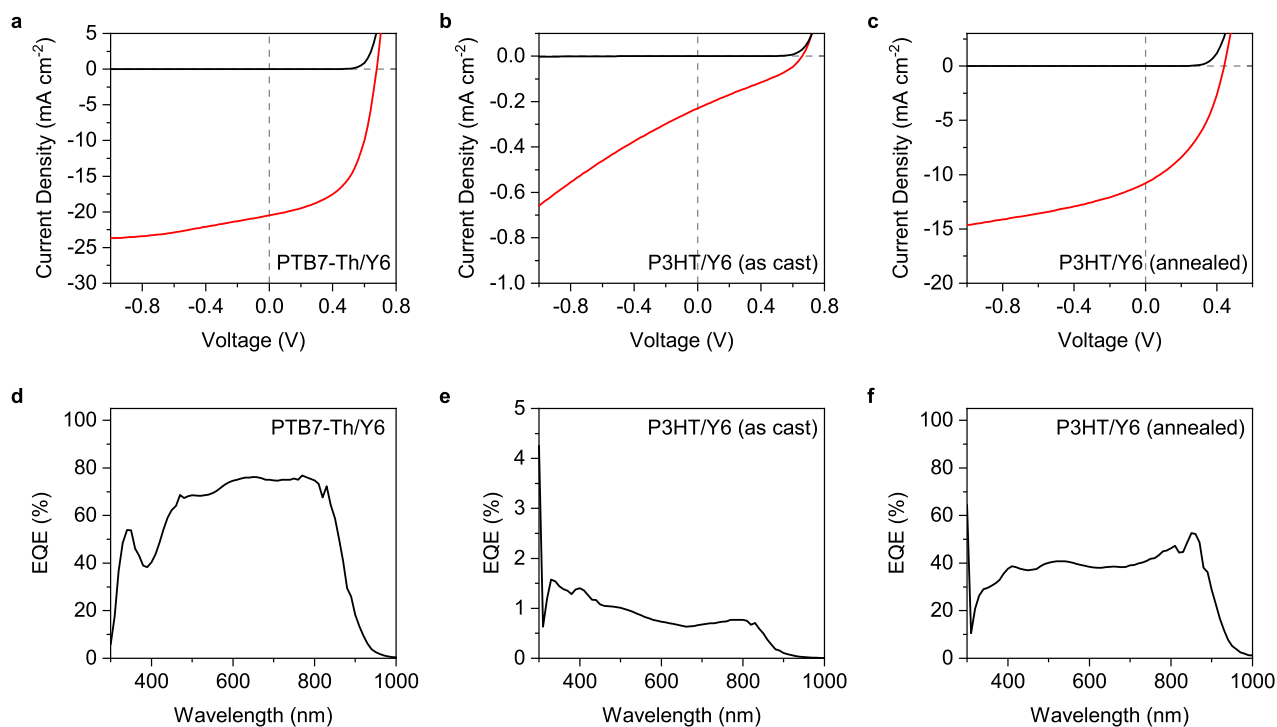 a
5
0
-5
-10
-15
-20
-25
-30
-0.8
-0.4
0.0
0.4
0.8
Current Density (mA cm⁻²)
Voltage (V)
PTB7-Th/Y6
b
0.0
-0.2
-0.4
-0.6
-0.8
-1.0
-0.8
-0.4
0.0
0.4
0.8
Current Density (mA cm⁻²)
Voltage (V)
P3HT/Y6 (as cast)
c
5
0
-5
-10
-15
-20
-0.8
-0.4
0.0
0.4
Current Density (mA cm⁻²)
Voltage (V)
P3HT/Y6 (annealed)
d
100
80
60
40
20
0
400
600
800
1000
EQE (%)
Wavelength (nm)
PTB7-Th/Y6
e
5
4
3
2
1
0
400
600
800
1000
EQE (%)
Wavelength (nm)
P3HT/Y6 (as cast)
f
100
80
60
40
20
0
400
600
800
1000
EQE (%)
Wavelength (nm)
P3HT/Y6 (annealed)